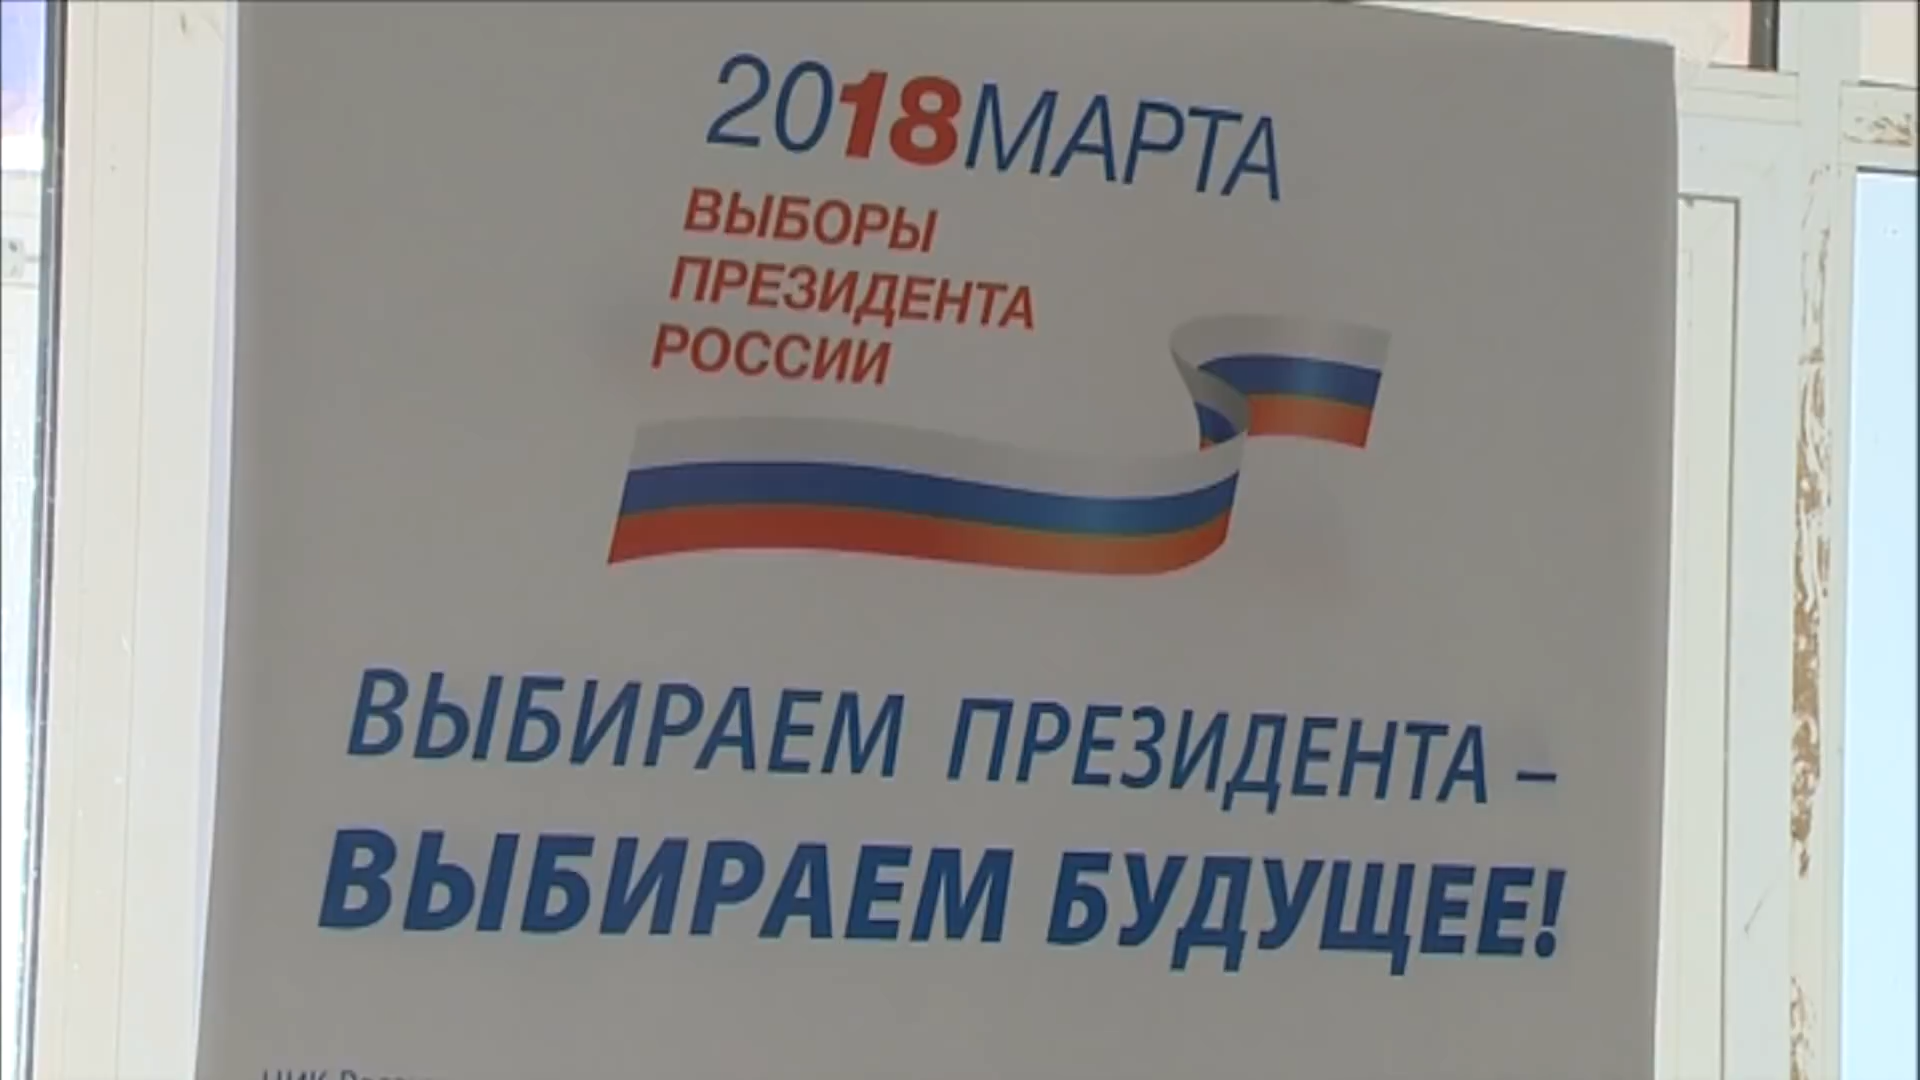 2018МАРТА
ВЫБОРЫ
ПРЕЗИДЕНТА
РОССИИ
ВЫБИРАЕМ ПРЕЗИДЕНТА –
ВЫБИРАЕМ БУДУЩЕЕ!